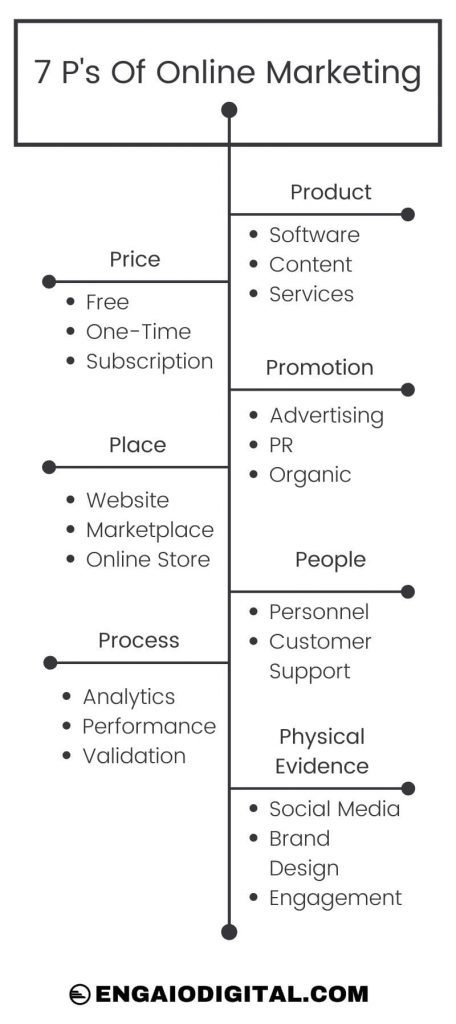 7 P's Of Online Marketing
Product
Software
Content
Services
Price
Free
One-Time
Subscription
Promotion
Advertising
PR
Organic
Place
Website
Marketplace
Online Store
People
Personnel
Customer
Support
Process
Analytics
Performance
Validation
Physical
Evidence
Social Media
Brand
Design
Engagement
ENGAIODIGITAL.COM